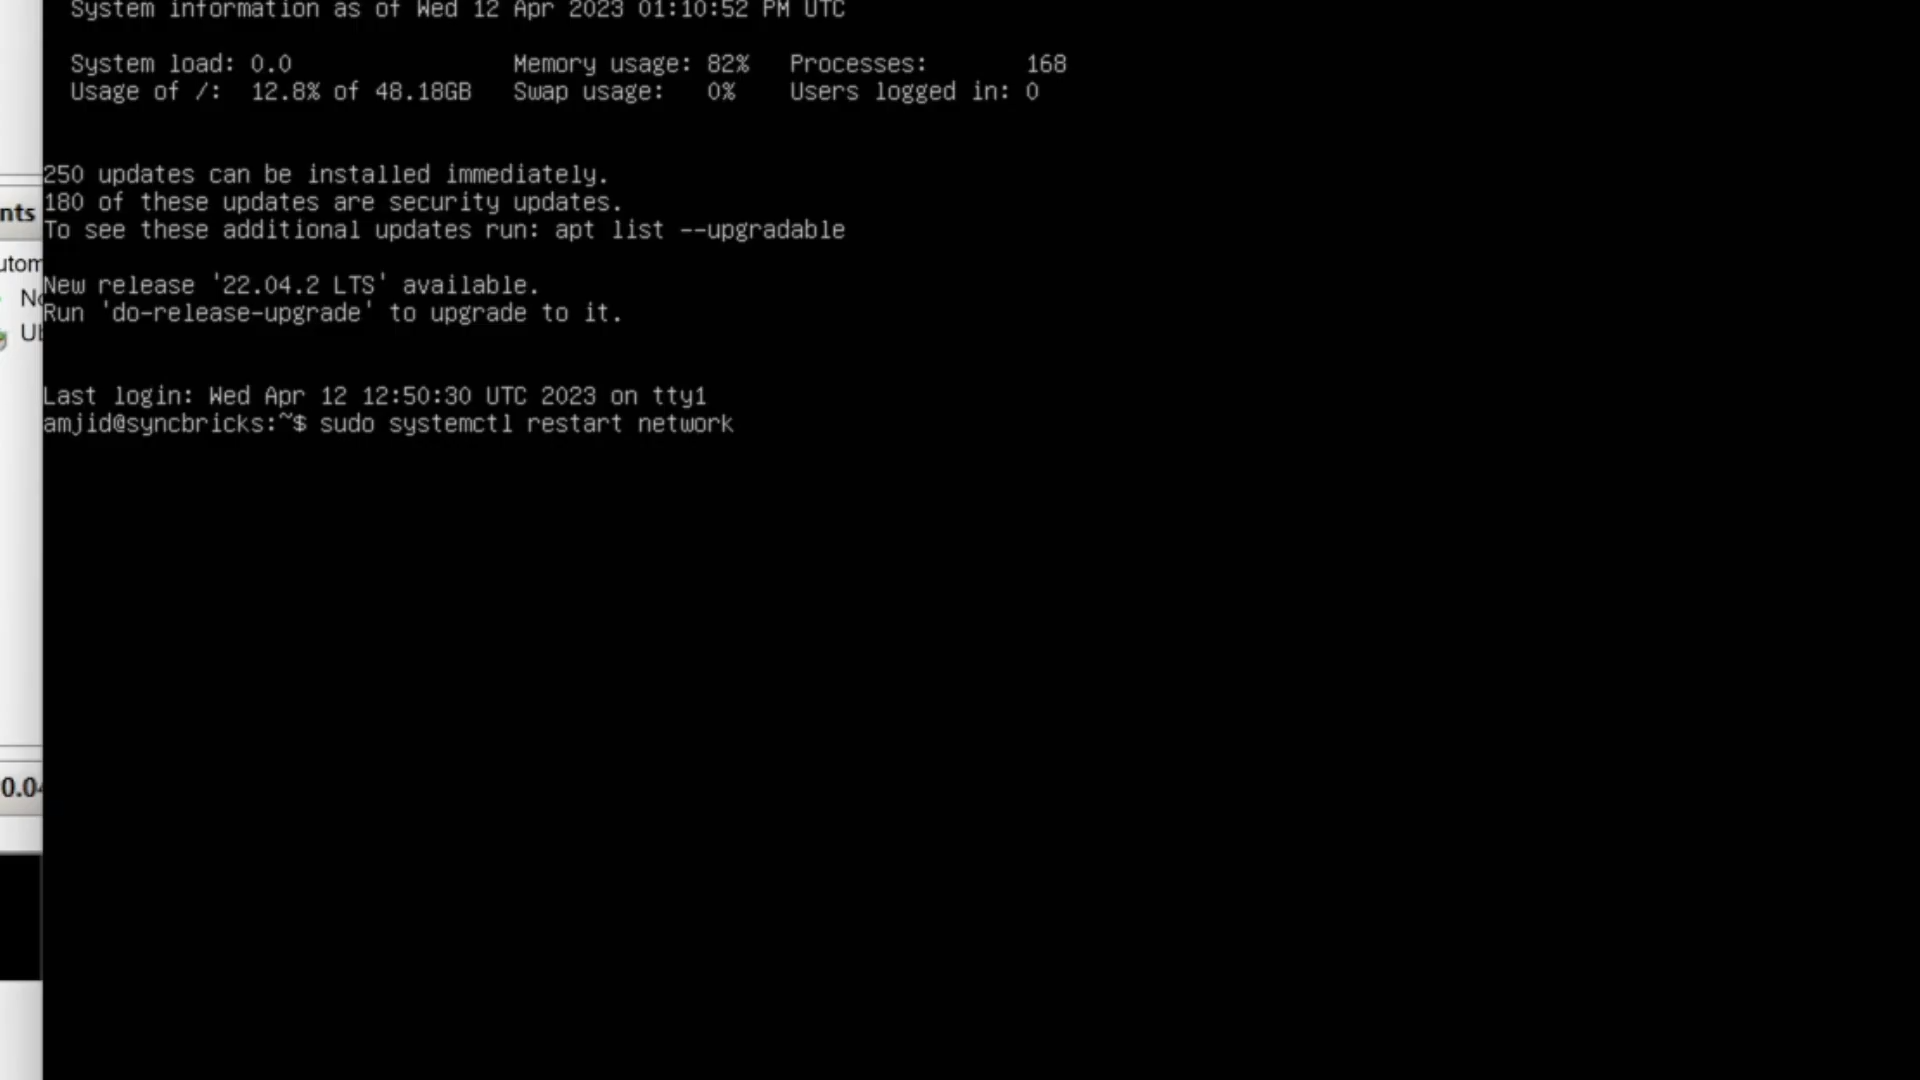 System information as of Wed 12 Apr 2023 01:10:52 PM UTC
System load: 0.0 Memory usage: 82% Processes: 168
Usage of /: 12.8% of 48.18GB Swap usage: 0% Users logged in: 0
250 updates can be installed immediately.
nts
180 of these updates are security updates.
To see these additional updates run: apt list --upgradable
utom
New release '22.04.2 LTS' available.
Run 'do-release-upgrade' to upgrade to it.
Last login: Wed Apr 12 12:50:30 UTC 2023 on tty1
amjid@syncbricks:~$ sudo systemctl restart network
0.04